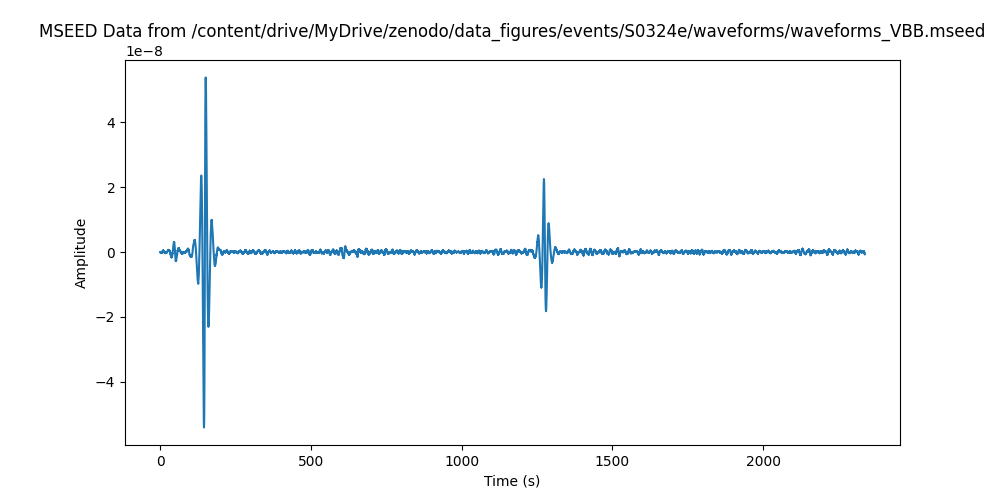 MSEED Data from /content/drive/MyDrive/zenodo/data_figures/events/S0324e/waveforms/waveforms_VBB.mseed
1e−8
4
2
0
−2
−4
Amplitude
0 500 1000 1500 2000
Time (s)